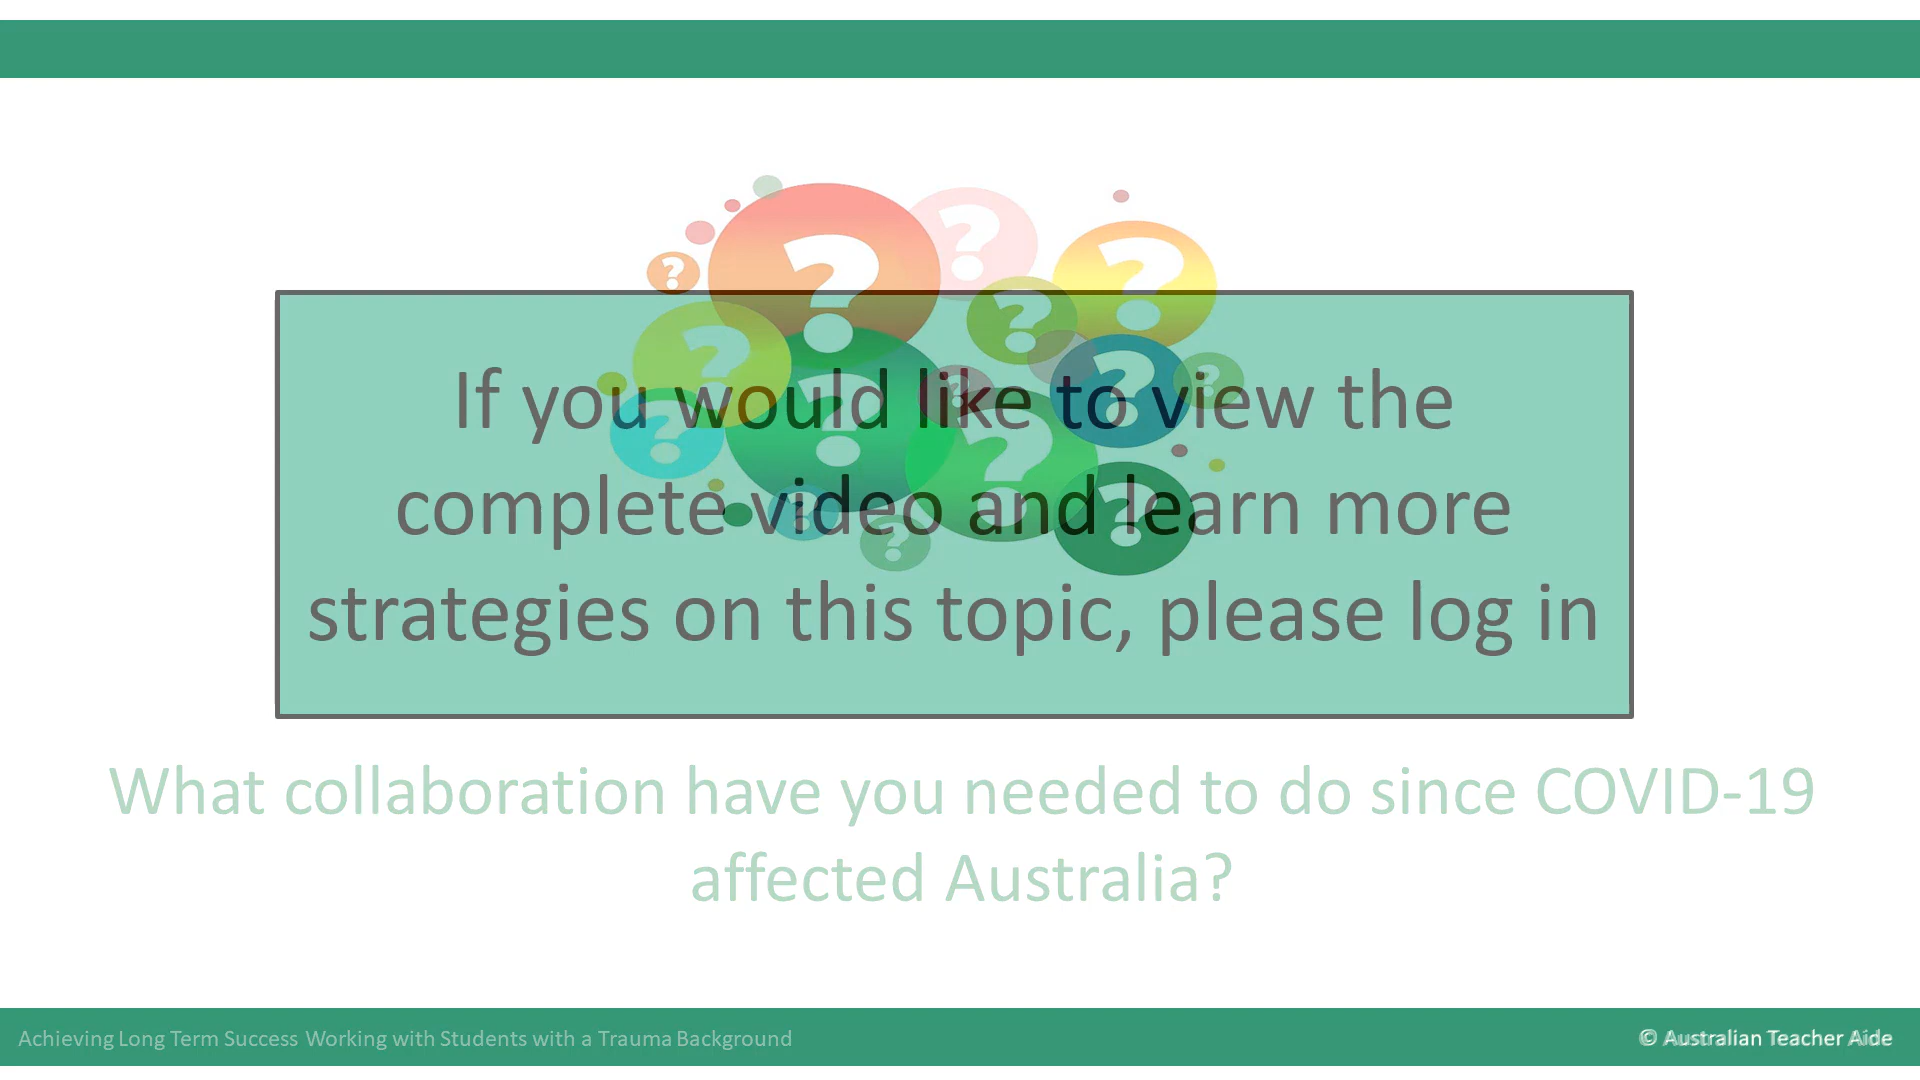 If you would like to view the
complete video and learn more
strategies on this topic, please log in
What collaboration have you needed to do since COVID-19
affected Australia?
Achieving Long Term Success Working with Students with a Trauma Background
© Australian Teacher Aide